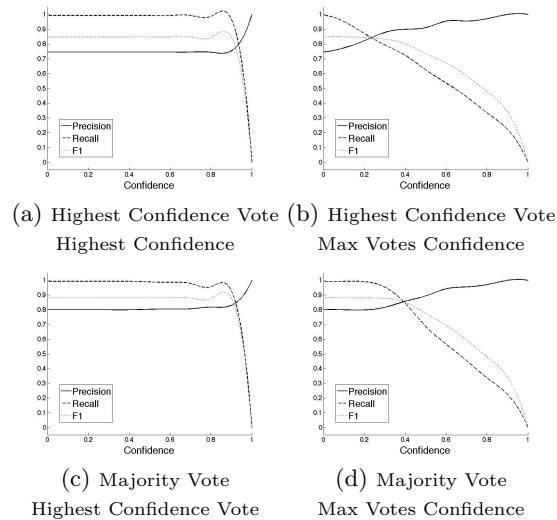 1
0.9
0.8
0.7
0.6
0.5
0.4
0.3
0.2
0.1
0
Precision
Recall
F1
0 0.2 0.4 0.6 0.8 1
Confidence
1
0.9
0.8
0.7
0.6
0.5
0.4
0.3
0.2
0.1
0
Precision
Recall
F1
0 0.2 0.4 0.6 0.8 1
Confidence
(a) Highest Confidence Vote
Highest Confidence
(b) Highest Confidence Vote
Max Votes Confidence
1
0.9
0.8
0.7
0.6
0.5
0.4
0.3
0.2
0.1
0
Precision
Recall
F1
0 0.2 0.4 0.6 0.8 1
Confidence
1
0.9
0.8
0.7
0.6
0.5
0.4
0.3
0.2
0.1
0
Precision
Recall
F1
0 0.2 0.4 0.6 0.8 1
Confidence
(c) Majority Vote
Highest Confidence Vote
(d) Majority Vote
Max Votes Confidence